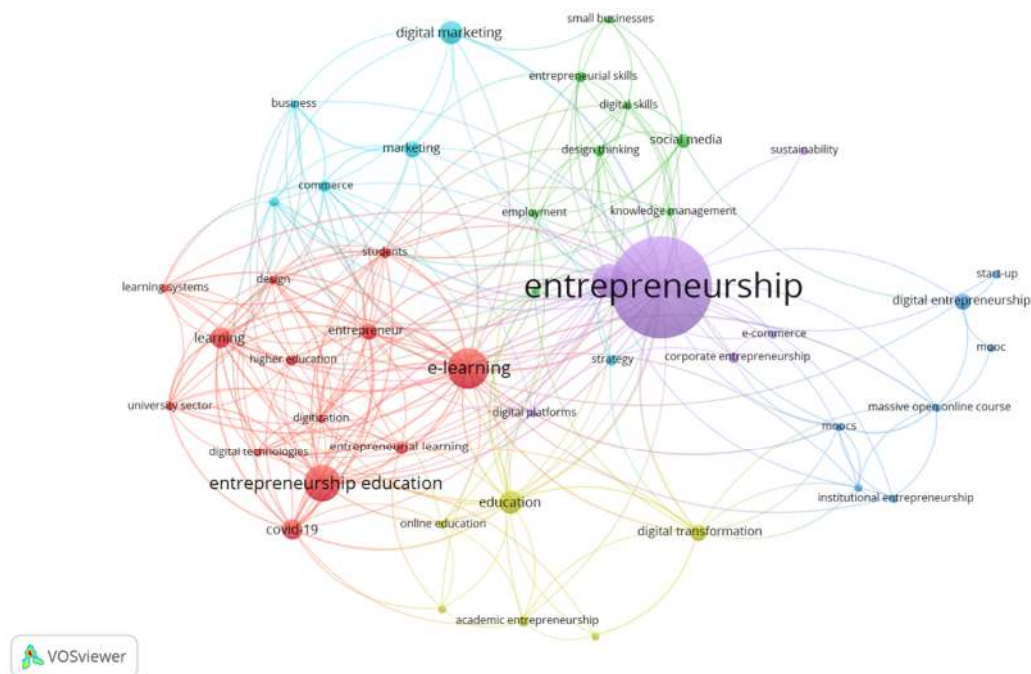 small businesses
digital marketing
entrepreneurial skills
business
digital skills
social media
marketing
design thinking
sustainability
commerce
employment
knowledge management
students
start-up
learning systems
design
entrepreneurship
digital entrepreneurship
learning
entrepreneur
e-commerce
mooc
higher education
e-learning
strategy
corporate entrepreneurship
university sector
digitization
digital platforms
massive open online course
moocs
digital technologies
entrepreneurial learning
entrepreneurship education
education
institutional entrepreneurship
covid-19
online education
digital transformation
academic entrepreneurship
VOSviewer